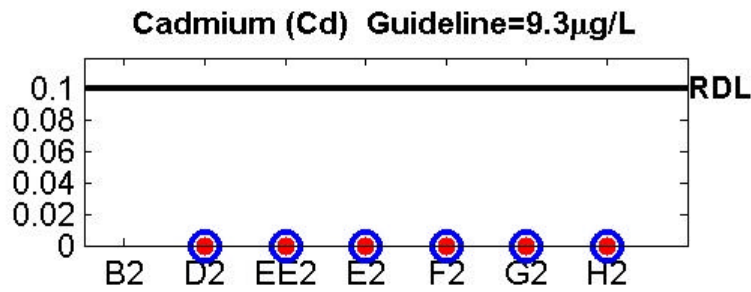 Cadmium (Cd) Guideline=9.3µg/L
0.1
RDL
0.08
0.06
0.04
0.02
0
B2 D2 EE2 E2 F2 G2 H2